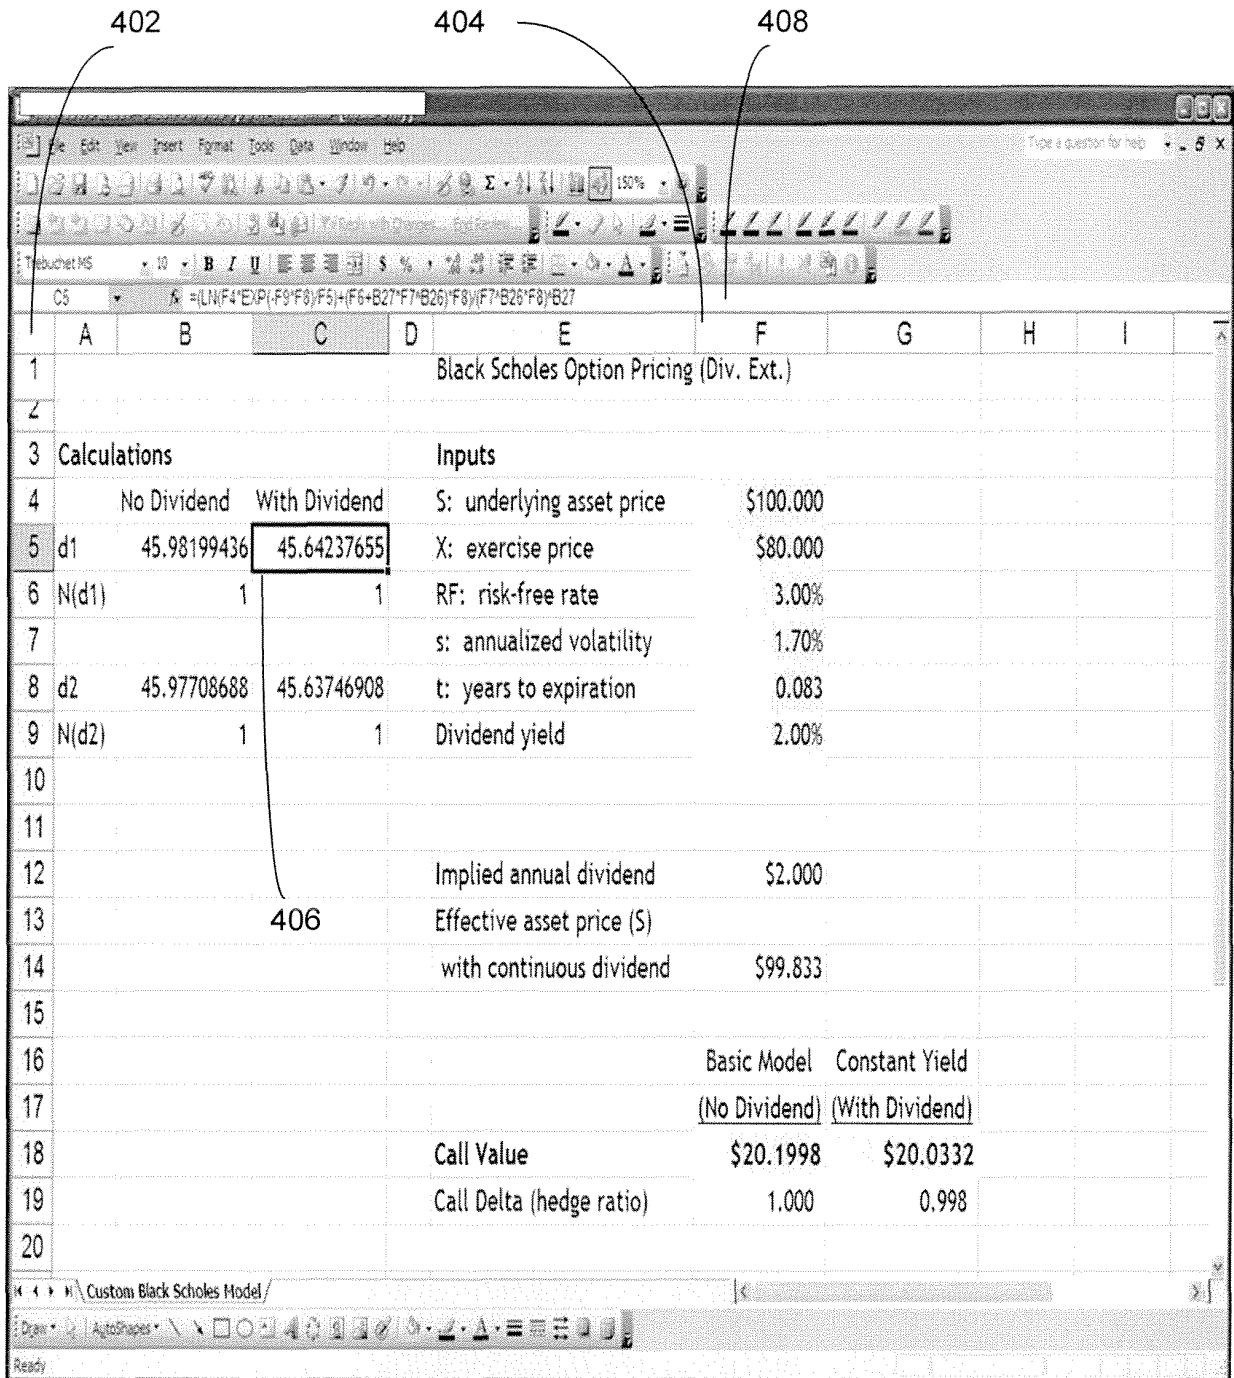 402 404 408
File Edit View Insert Format Tools Data Window Help Type a question for help
150%
Trebuchet MS 10 B I U $ % ,
C5 fx =(LN(F4*EXP(-F9*F8)/F5)+(F6+B27*F7^B26)*F8)/(F7^B26*F8)^B27
A B C D E F G H I
1 Black Scholes Option Pricing (Div. Ext.)
2
3 Calculations Inputs
4 No Dividend With Dividend S: underlying asset price $100.000
5 d1 45.98199436 45.64237655 X: exercise price $80.000
6 N(d1) 1 1 RF: risk-free rate 3.00%
7 s: annualized volatility 1.70%
8 d2 45.97708688 45.63746908 t: years to expiration 0.083
9 N(d2) 1 1 Dividend yield 2.00%
10
11
12 Implied annual dividend $2.000
406
13 Effective asset price (S)
14 with continuous dividend $99.833
15
16 Basic Model Constant Yield
17 (No Dividend) (With Dividend)
18 Call Value $20.1998 $20.0332
19 Call Delta (hedge ratio) 1.000 0.998
20
Custom Black Scholes Model
Draw AutoShapes
Ready